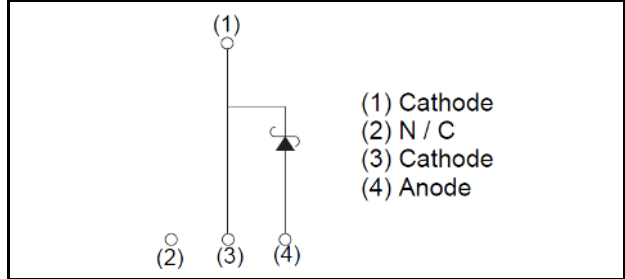 (1)
(1) Cathode
(2) N / C
(3) Cathode
(4) Anode
(2) (3) (4)